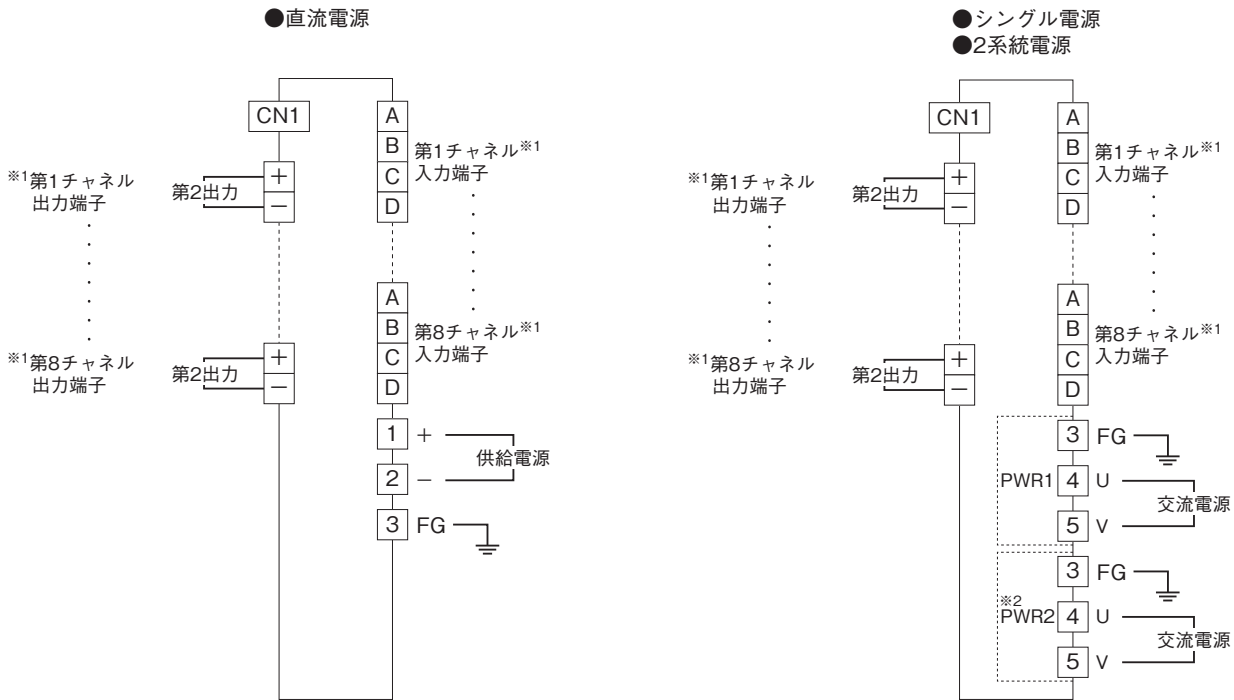 ●直流電源
CN1
A
B
C
D
第1チャネル※1
入力端子
※1第1チャネル
出力端子
第2出力
+
−
A
B
C
D
第8チャネル※1
入力端子
※1第8チャネル
出力端子
第2出力
+
−
1 +
2 −
供給電源
3 FG
●シングル電源
●2系統電源
CN1
A
B
C
D
第1チャネル※1
入力端子
※1第1チャネル
出力端子
第2出力
+
−
A
B
C
D
第8チャネル※1
入力端子
※1第8チャネル
出力端子
第2出力
+
−
3 FG
PWR1 4 U
交流電源
5 V
3 FG
※2
PWR2 4 U
交流電源
5 V